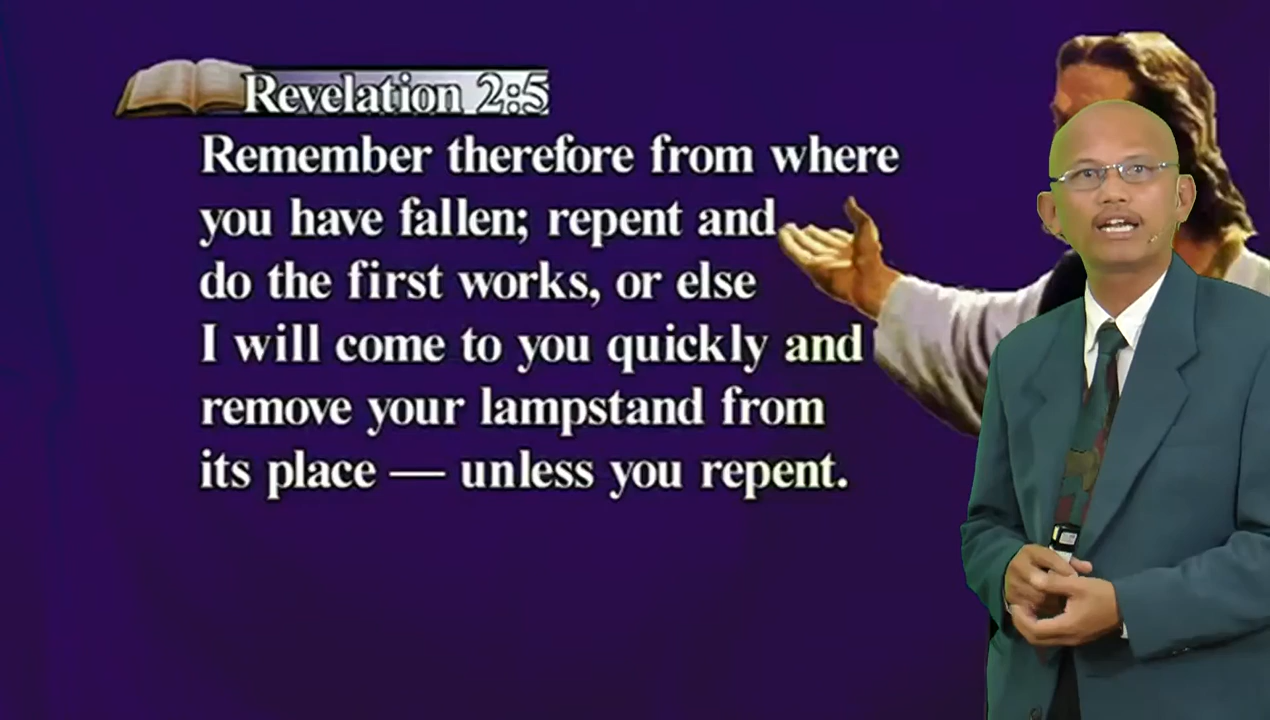 Revelation 2:5
Remember therefore from where
you have fallen; repent and
do the first works, or else
I will come to you quickly and
remove your lampstand from
its place — unless you repent.